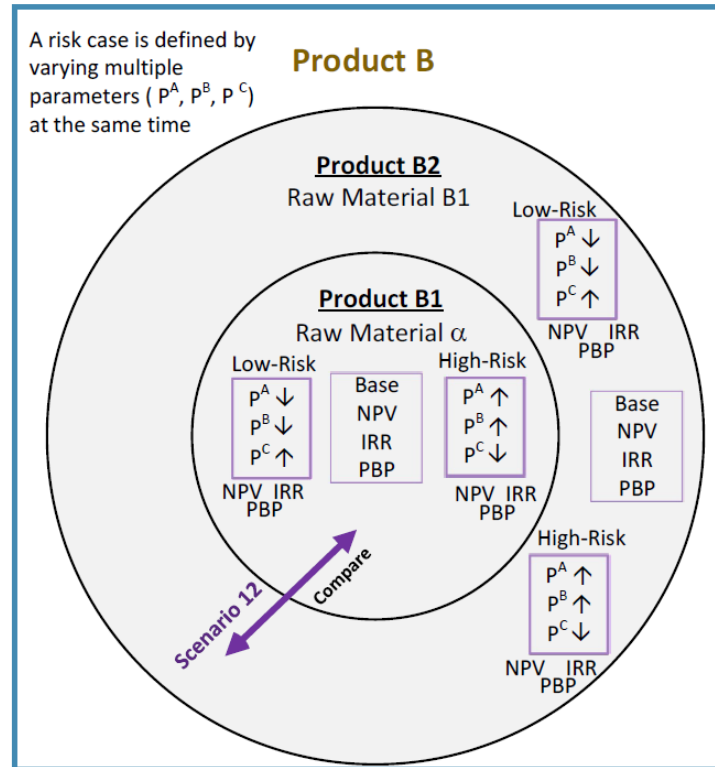 A risk case is defined by
varying multiple
parameters ( P^A, P^B, P^C)
at the same time
Product B
Product B2
Raw Material B1
Low-Risk
P^A ↓
P^B ↓
P^C ↑
NPV IRR
PBP
Product B1
Raw Material α
Low-Risk
P^A ↓
P^B ↓
P^C ↑
NPV IRR
PBP
Base
NPV
IRR
PBP
High-Risk
P^A ↑
P^B ↑
P^C ↓
NPV IRR
PBP
Base
NPV
IRR
PBP
High-Risk
P^A ↑
P^B ↑
P^C ↓
NPV IRR
PBP
Scenario 12
Compare